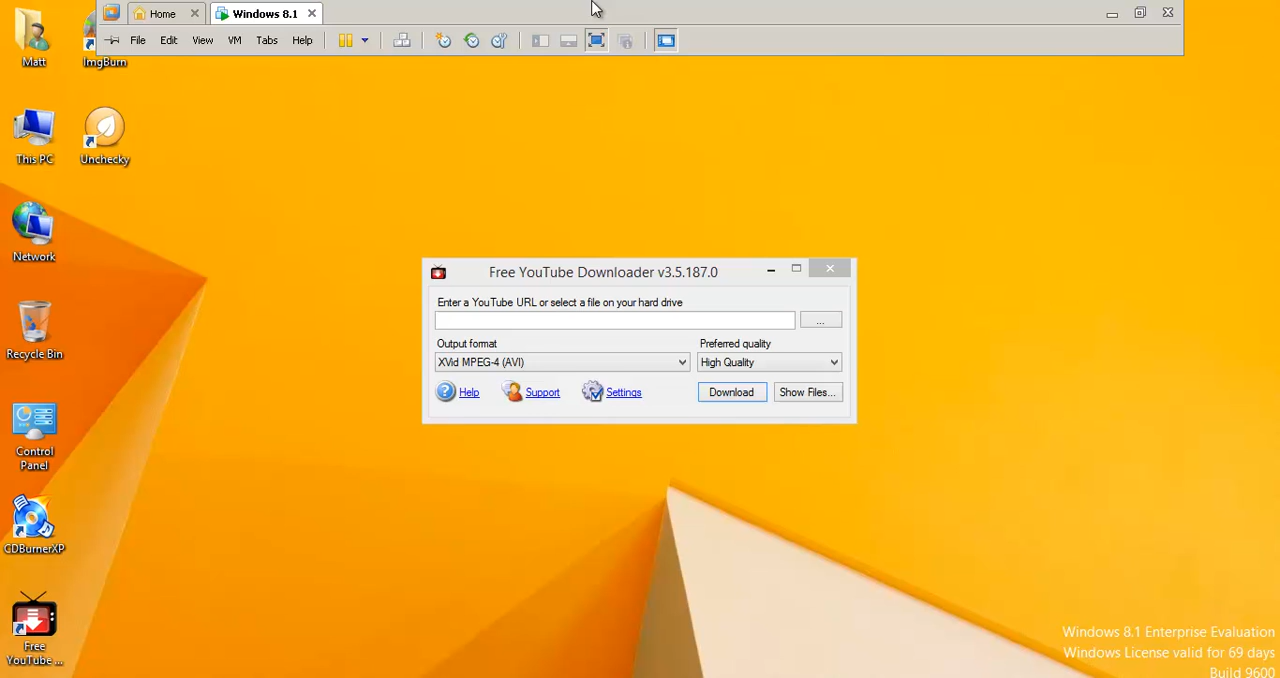 Home
Windows 8.1
File Edit View VM Tabs Help
Matt
ImgBurn
This PC
Unchecky
Network
Recycle Bin
Control
Panel
CDBurnerXP
Free
YouTube ...
Free YouTube Downloader v3.5.187.0
Enter a YouTube URL or select a file on your hard drive
...
Output format
Preferred quality
XVid MPEG-4 (AVI)
High Quality
Help
Support
Settings
Download
Show Files...
Windows 8.1 Enterprise Evaluation
Windows License valid for 69 days
Build 9600